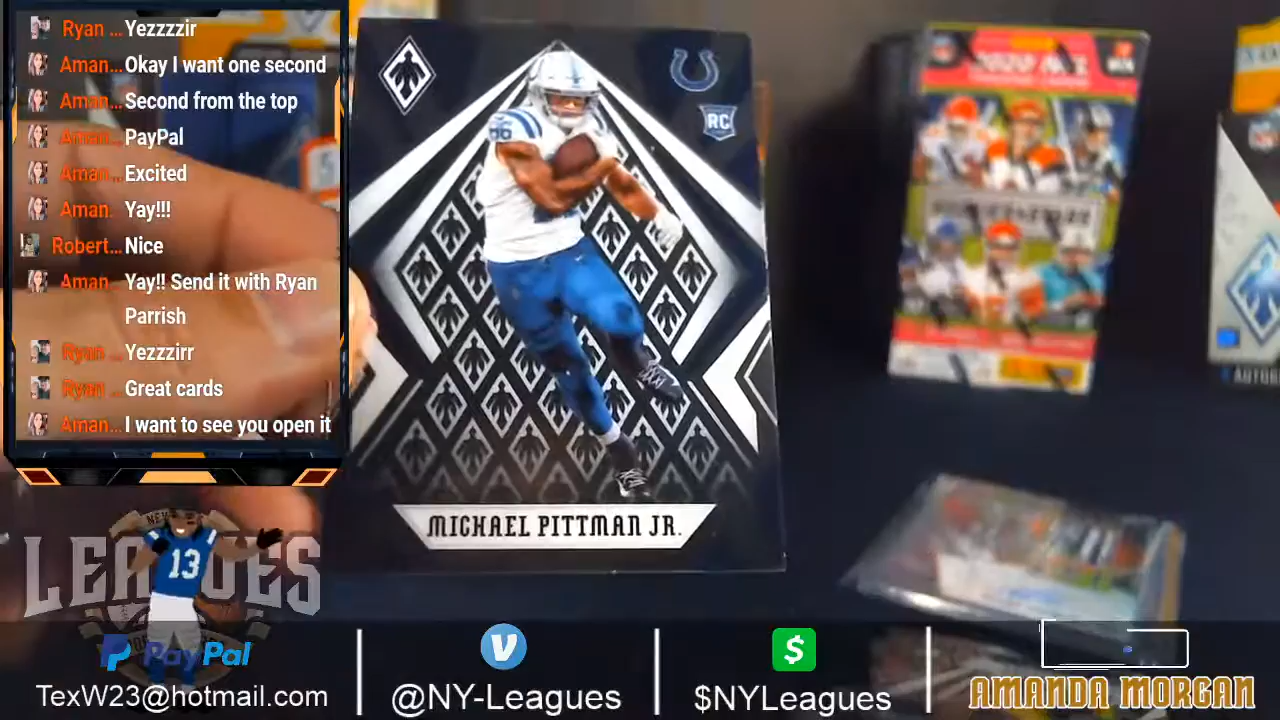 Ryan ... Yezzzzir
Aman... Okay I want one second
Aman... Second from the top
Aman... PayPal
Aman... Excited
Aman. Yay!!!
Robert... Nice
Aman... Yay!! Send it with Ryan
Parrish
Ryan ... Yezzzirr
Ryan ... Great cards
Aman... I want to see you open it
RC
MICHAEL PITTMAN JR.
2020 NFL
LEAGUES
13
PayPal
TexW23@hotmail.com
@NY-Leagues
$
$NYLeagues
AMANDA MORGAN